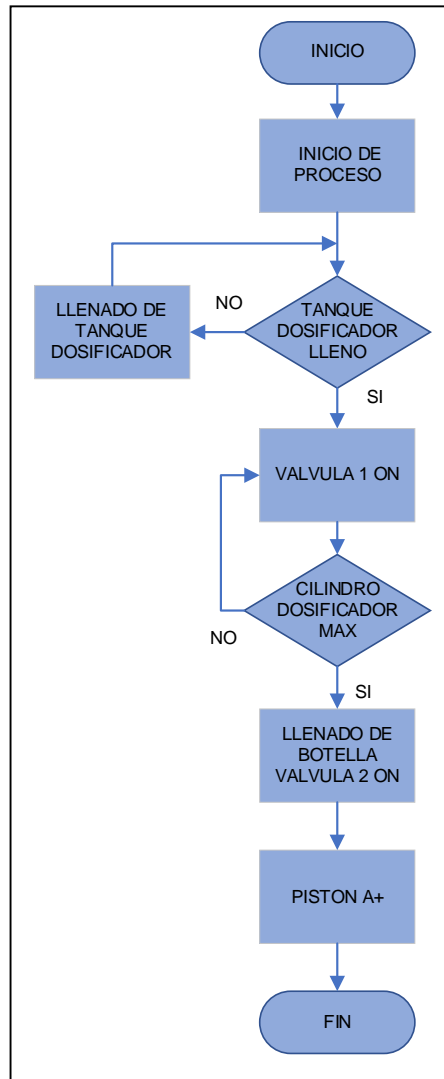 INICIO
INICIO DE
PROCESO
LLENADO DE
TANQUE
DOSIFICADOR
NO
TANQUE
DOSIFICADOR
LLENO
SI
VALVULA 1 ON
CILINDRO
DOSIFICADOR
MAX
NO
SI
LLENADO DE
BOTELLA
VALVULA 2 ON
PISTON A+
FIN